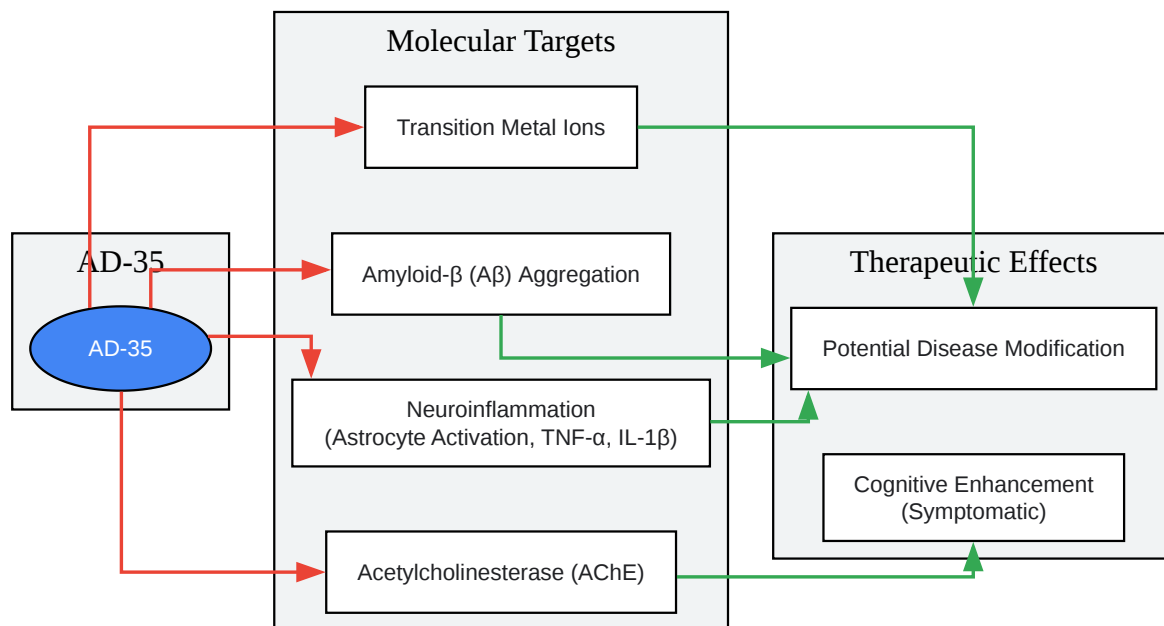 Molecular Targets
Transition Metal Ions
AD-35
AD-35
Amyloid-β (Aβ) Aggregation
Neuroinflammation
(Astrocyte Activation, TNF-α, IL-1β)
Acetylcholinesterase (AChE)
Therapeutic Effects
Potential Disease Modification
Cognitive Enhancement
(Symptomatic)